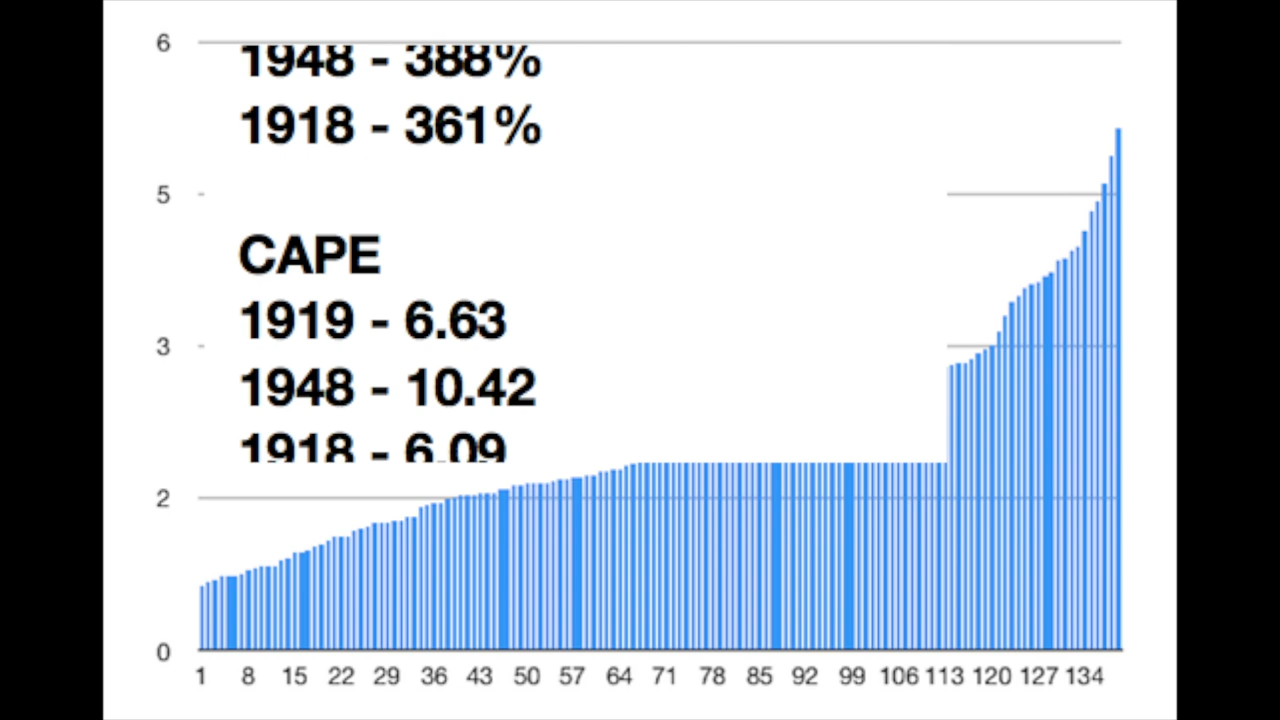 6
1948 - 388%
1918 - 361%
5
CAPE
1919 - 6.63
3
1948 - 10.42
1918 - 6.09
2
0
1 8 15 22 29 36 43 50 57 64 71 78 85 92 99 106 113 120 127 134